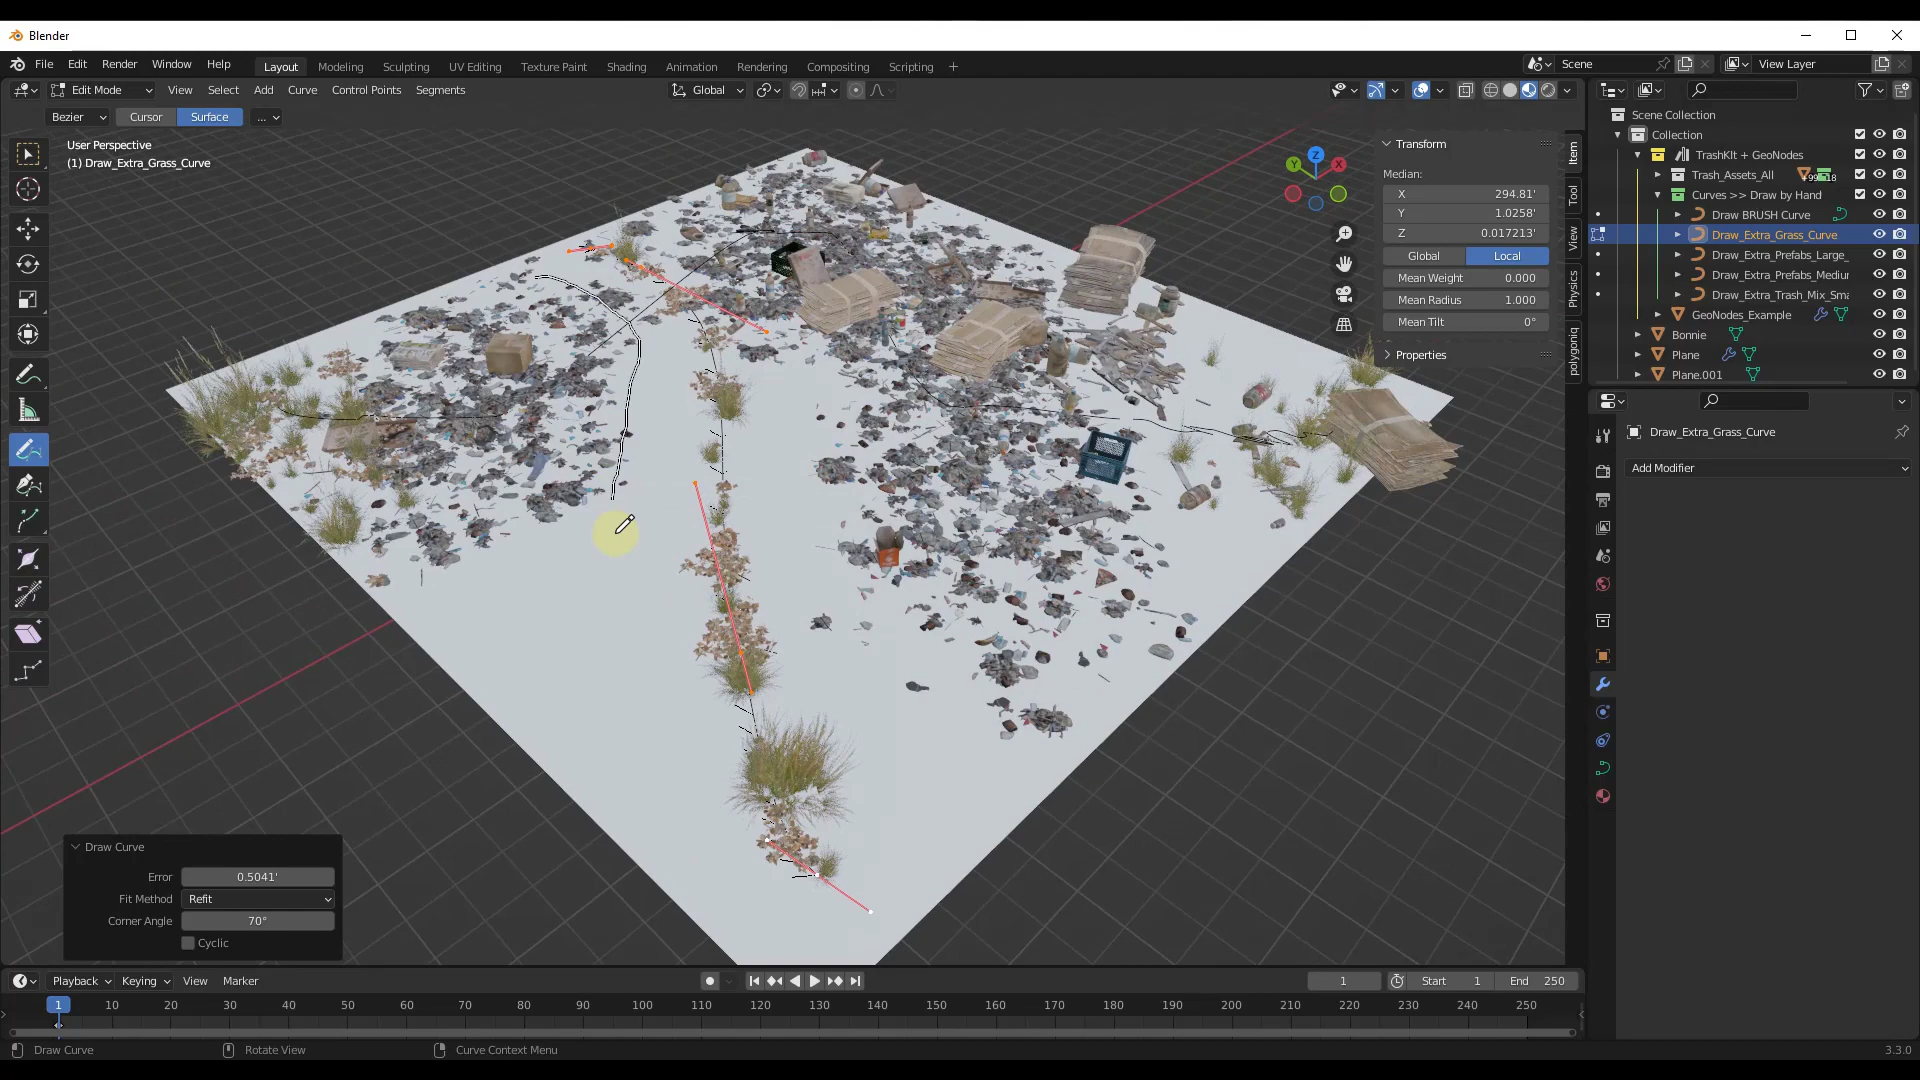 Blender
File Edit Render Window Help Layout Modeling Sculpting UV Editing Texture Paint Shading Animation Rendering Compositing Scripting + Scene View Layer
Edit Mode View Select Add Curve Control Points Segments Global
Bezier Cursor Surface ...
User Perspective
(1) Draw_Extra_Grass_Curve
Z
Y
X
Transform
Median:
X 294.81'
Y 1.0258'
Z 0.017213'
Global Local
Mean Weight 0.000
Mean Radius 1.000
Mean Tilt 0°
Properties
Item
Tool
View
Physics
polygoniq
Scene Collection
Collection
TrashKIt + GeoNodes
Trash_Assets_All
Curves >> Draw by Hand
Draw BRUSH Curve
Draw_Extra_Grass_Curve
Draw_Extra_Prefabs_Large_
Draw_Extra_Prefabs_Mediur
Draw_Extra_Trash_Mix_Sma
GeoNodes_Example
Bonnie
Plane
Plane.001
Draw_Extra_Grass_Curve
Add Modifier
Draw Curve
Error 0.5041'
Fit Method Refit
Corner Angle 70°
Cyclic
Playback Keying View Marker 1 Start 1 End 250
1 10 20 30 40 50 60 70 80 90 100 110 120 130 140 150 160 170 180 190 200 210 220 230 240 250
Draw Curve Rotate View Curve Context Menu 3.3.0